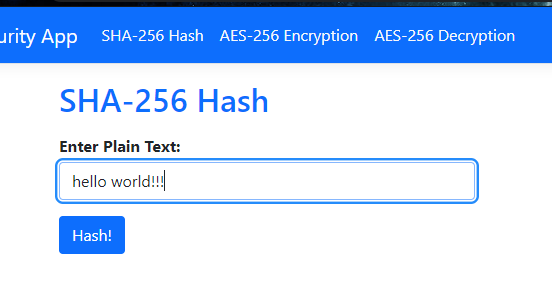 urity App SHA-256 Hash AES-256 Encryption AES-256 Decryption
SHA-256 Hash
Enter Plain Text:
hello world!!!
Hash!